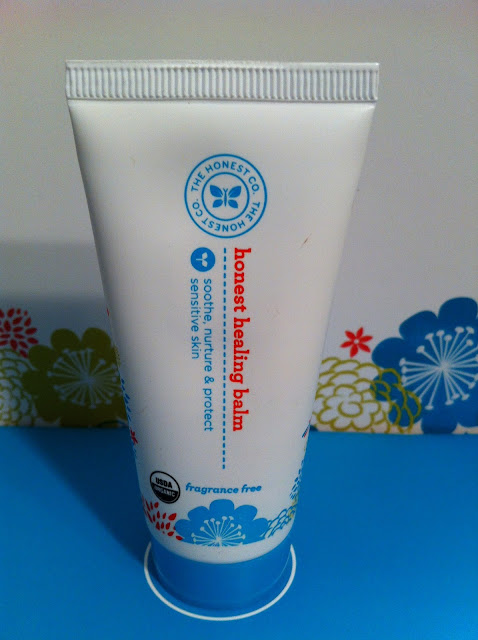 THE HONEST CO. THE HONEST CO.
honest healing balm
soothe, nurture & protect
sensitive skin
USDA
ORGANIC
fragrance free